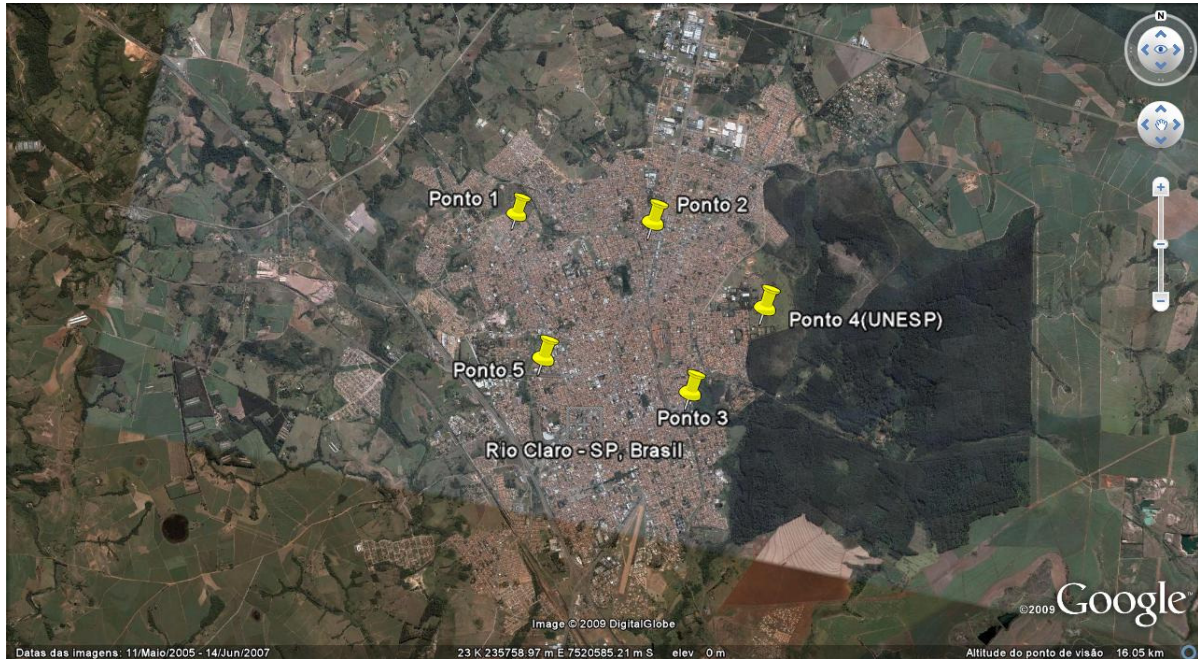 N
Ponto 1
Ponto 2
Ponto 4(UNESP)
Ponto 5
Ponto 3
Rio Claro - SP, Brasil
©2009 Google
Image © 2009 DigitalGlobe
Datas das imagens: 11/Maio/2005 - 14/Jun/2007 23 K 235758.97 m E 7520585.21 m S elev 0 m Altitude do ponto de visão 16.05 km